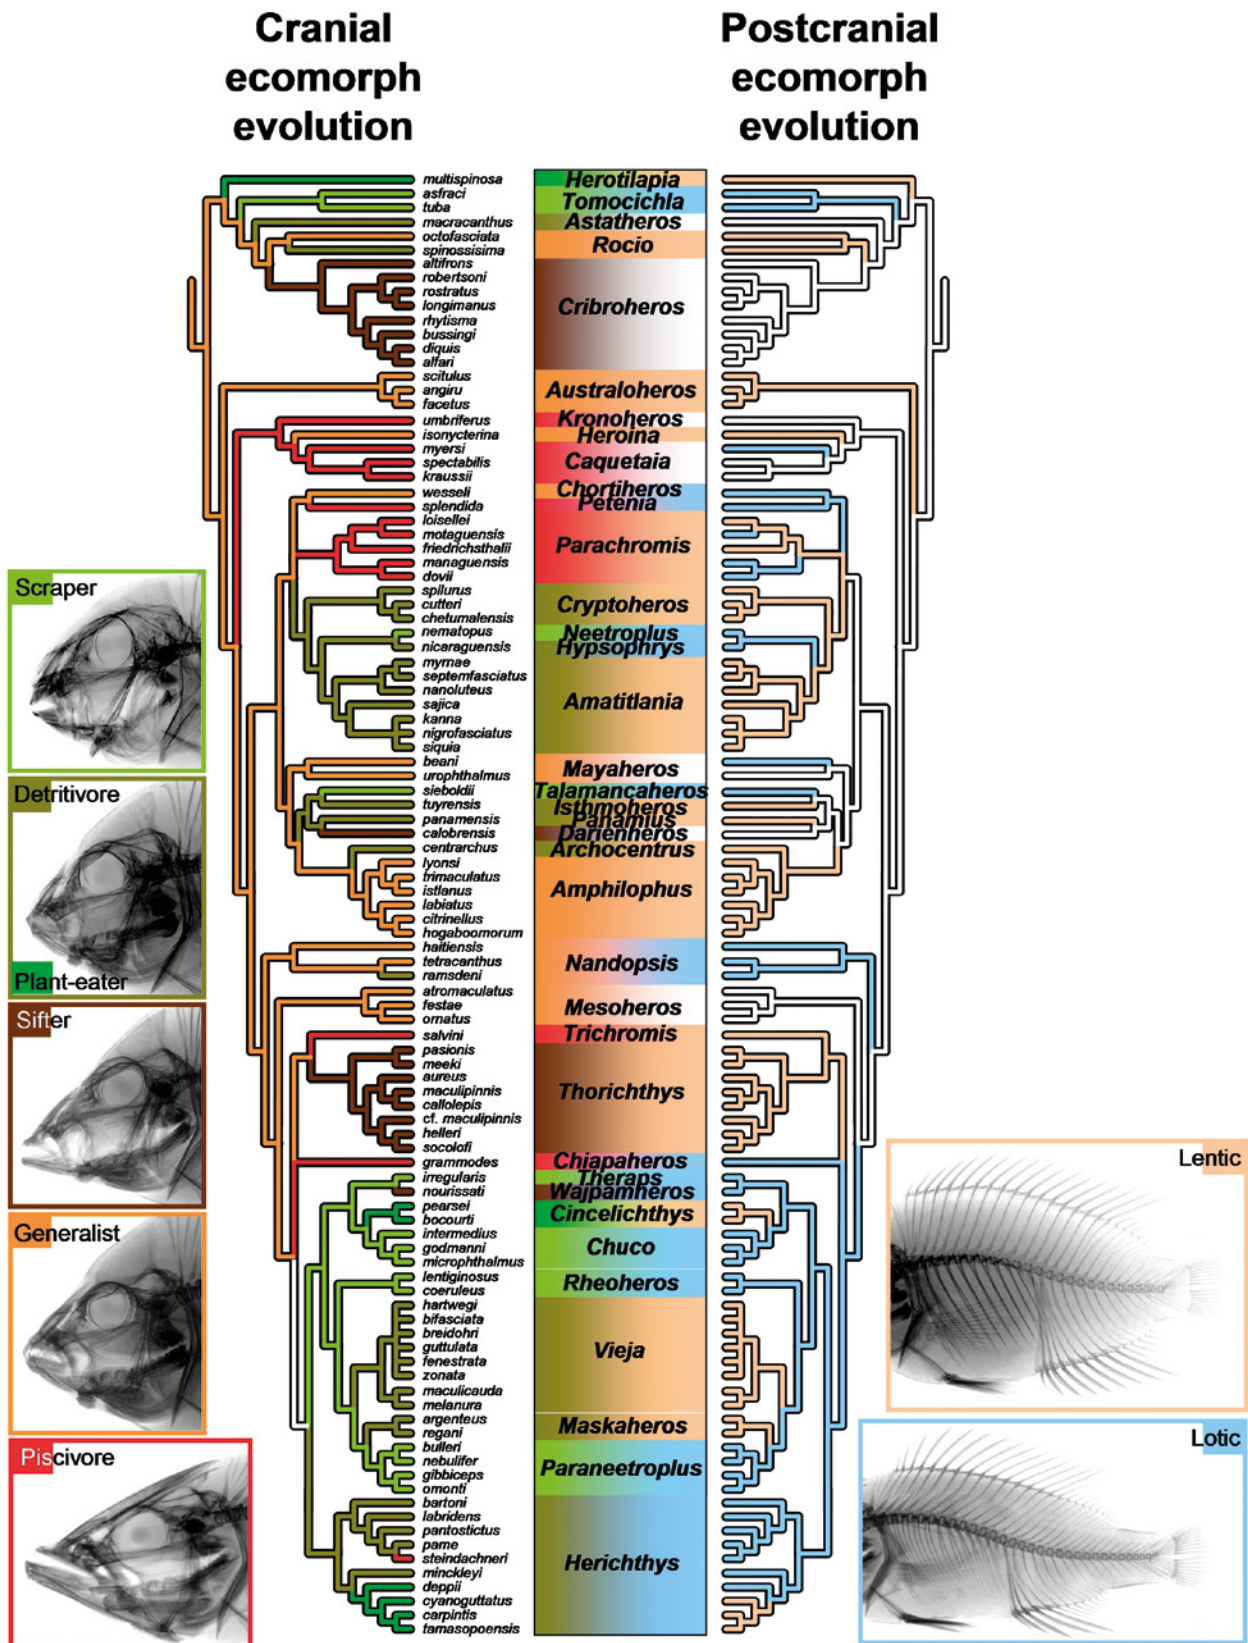 Cranial
ecomorph
evolution
Postcranial
ecomorph
evolution
multispinosa
asfraci
tuba
macracanthus
octofasciata
spinossisima
altifrons
robertsoni
rostratus
longimanus
rhytisma
bussingi
diquis
alfari
scitulus
angiru
facetus
umbriferus
isonycterina
myersi
spectabilis
kraussii
wesseli
splendida
loisellei
motaguensis
friedrichsthalii
managuensis
dovii
spilurus
cutteri
chetumalensis
nematopus
nicaraguensis
myrnae
septemfasciatus
nanoluteus
sajica
kanna
nigrofasciatus
siquia
beani
urophthalmus
sieboldii
tuyrensis
panamensis
calobrensis
centrarchus
lyonsi
trimaculatus
istlanus
labiatus
citrinellus
hogaboomorum
haitiensis
tetracanthus
ramsdeni
atromaculatus
festae
ornatus
salvini
pasionis
meeki
aureus
maculipinnis
callolepis
cf. maculipinnis
helleri
socolofi
grammodes
irregularis
nourissati
pearsei
bocourti
intermedius
godmanni
microphthalmus
lentiginosus
coeruleus
hartwegi
bifasciata
breidohri
guttulata
fenestrata
zonata
maculicauda
melanura
argenteus
regani
bulleri
nebulifer
gibbiceps
omonti
bartoni
labridens
pantostictus
pame
steindachneri
minckleyi
deppii
cyanoguttatus
carpintis
tamasopoensis
Herotilapia
Tomocichla
Astatheros
Rocio
Cribroheros
Australoheros
Kronoheros
Heroina
Caquetaia
Chortiheros
Petenia
Parachromis
Cryptoheros
Neetroplus
Hypsophrys
Amatitlania
Mayaheros
Talamancaheros
Isthmoheros
Panamius
Darienheros
Archocentrus
Amphilophus
Nandopsis
Mesoheros
Trichromis
Thorichthys
Chiapaheros
Theraps
Wajpamheros
Cincelichthys
Chuco
Rheoheros
Vieja
Maskaheros
Paraneetroplus
Herichthys
Scraper
Detritivore
Plant-eater
Sifter
Generalist
Piscivore
Lentic
Lotic